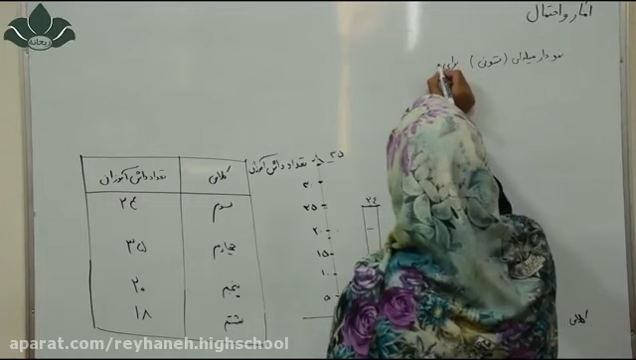 آمار و احتمال
نمودار میله‌ای (ستونی) برای
تعداد دانش آموزان
۳۵
۳۰
۲۵
۲۰
۱۵
۱۰
۵
۲۴
کلاس
کلاس تعداد دانش آموزان
سوم ۲۴
چهارم ۳۵
پنجم ۲۰
ششم ۱۸
ریحانه
aparat.com/reyhaneh.highschool